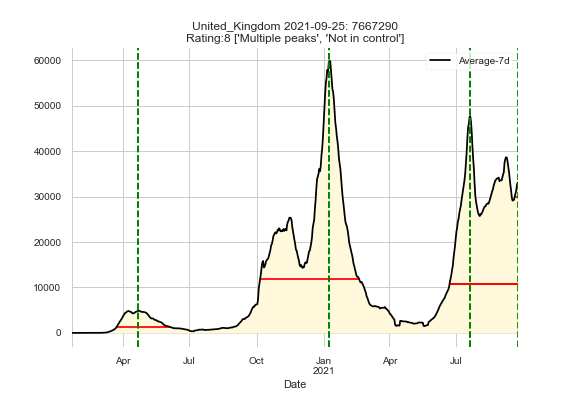 United_Kingdom 2021-09-25: 7667290
Rating:8 ['Multiple peaks', 'Not in control']
Average-7d
60000
50000
40000
30000
20000
10000
0
Apr
Jul
Oct
Jan
2021
Apr
Jul
Date